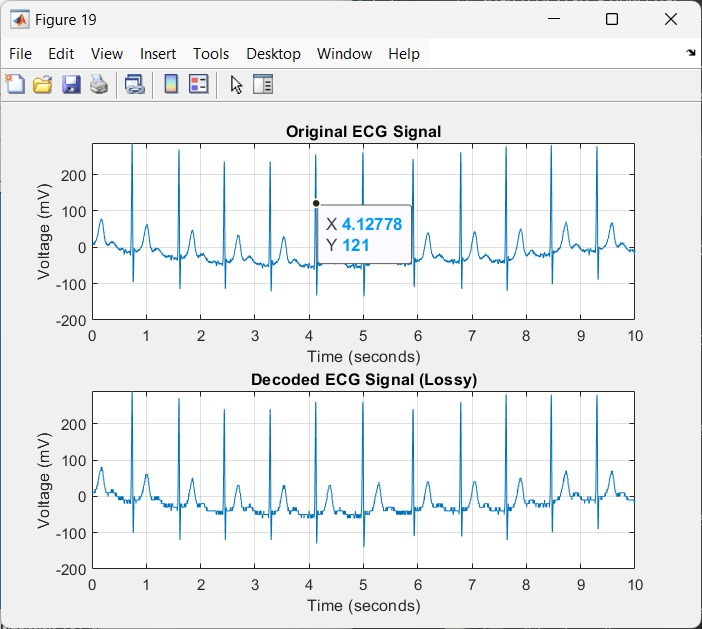 Figure 19
File Edit View Insert Tools Desktop Window Help
Original ECG Signal
Voltage (mV)
200
100
0
-100
-200
X 4.12778
Y 121
0 1 2 3 4 5 6 7 8 9 10
Time (seconds)
Decoded ECG Signal (Lossy)
Voltage (mV)
200
100
0
-100
-200
0 1 2 3 4 5 6 7 8 9 10
Time (seconds)